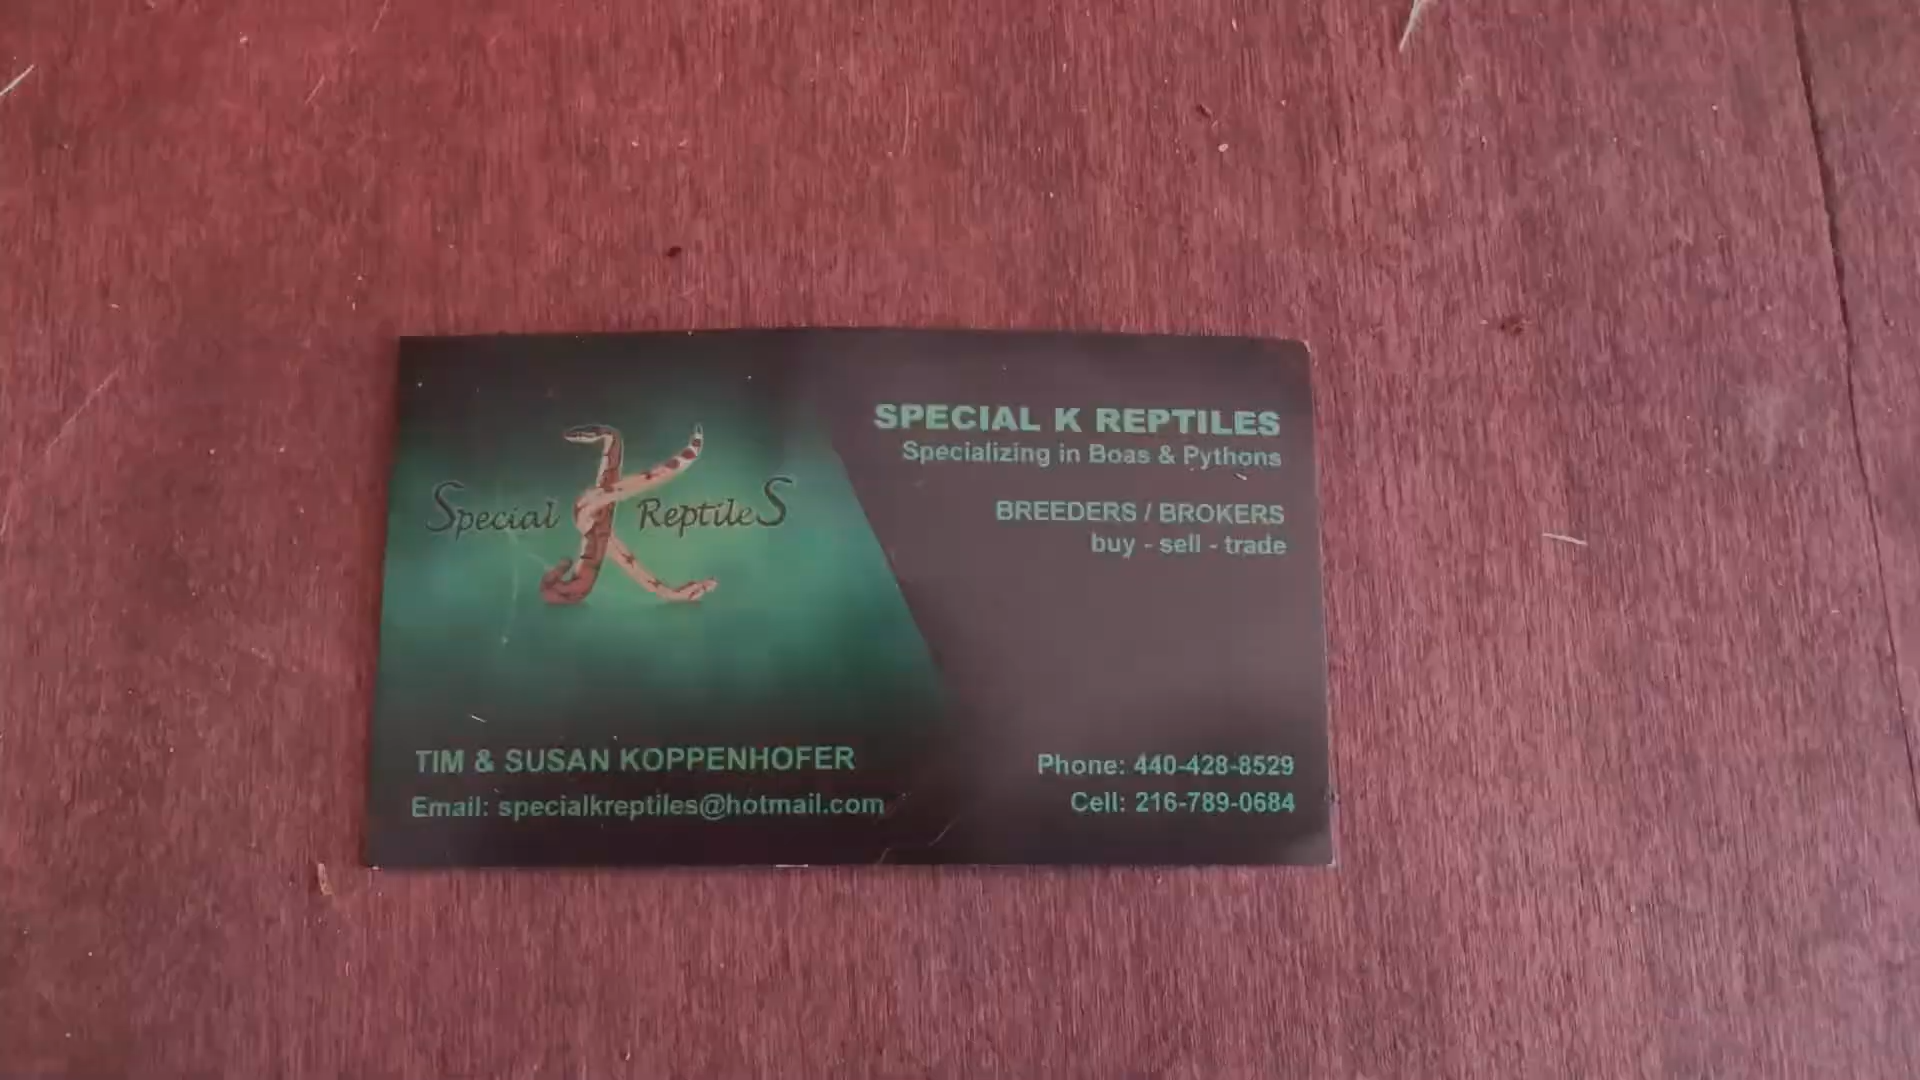 Special K ReptileS
SPECIAL K REPTILES
Specializing in Boas & Pythons
BREEDERS / BROKERS
buy - sell - trade
TIM & SUSAN KOPPENHOFER
Email: specialkreptiles@hotmail.com
Phone: 440-428-8529
Cell: 216-789-0684